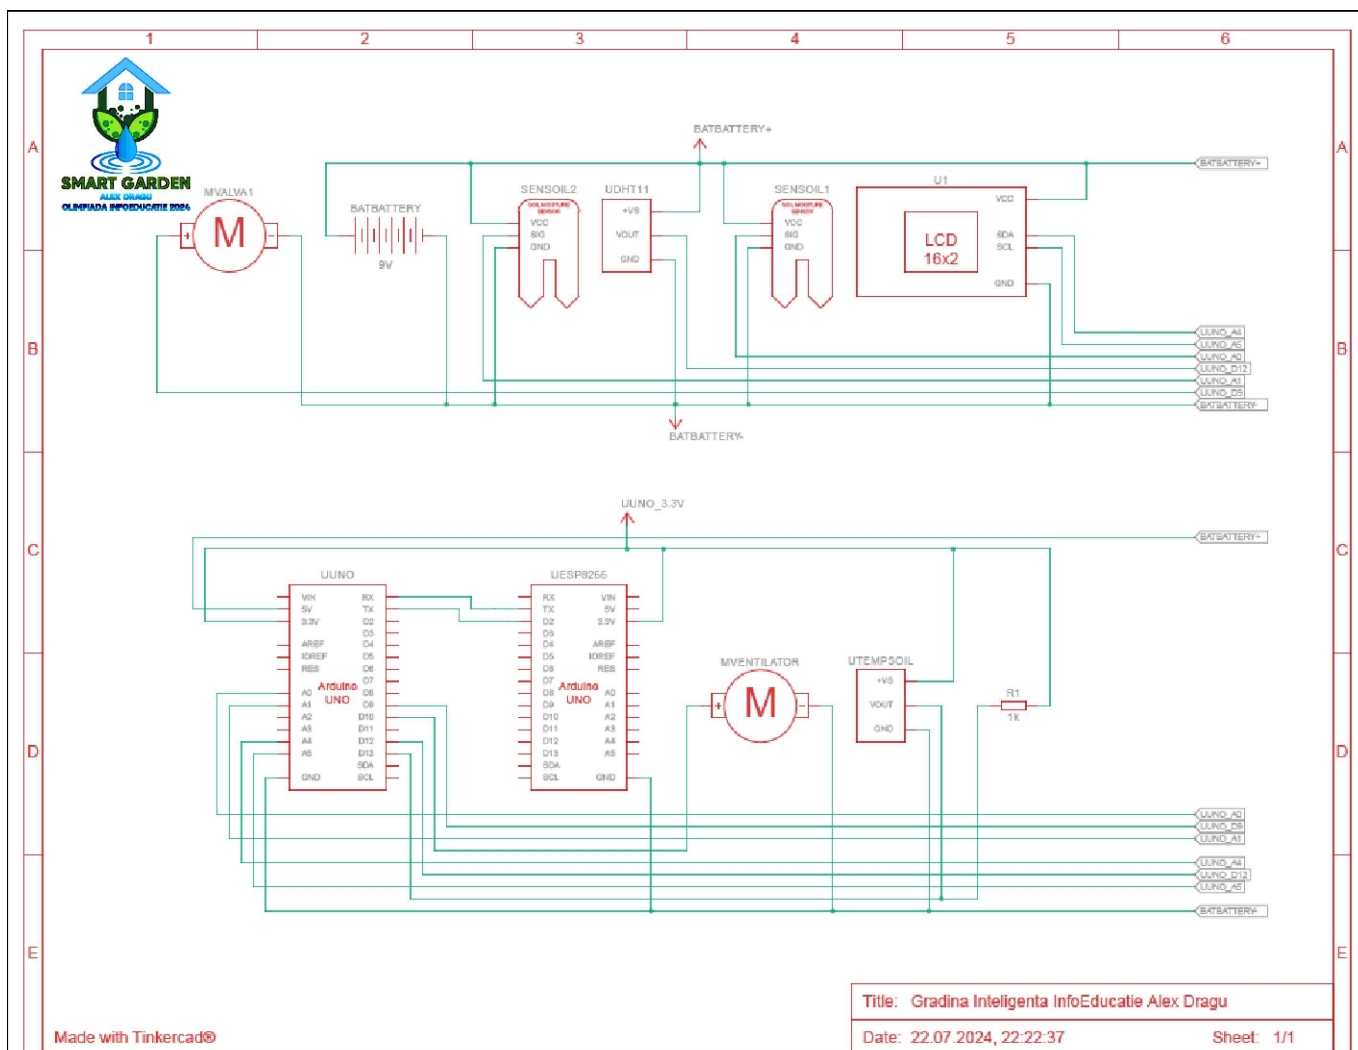 1 2 3 4 5 6
A A
B B
C C
D D
E E
SMART GARDEN
ALEX DRAGU
OLIMPIADA INFOEDUCATIE 2024
MVALVA1
M
+
-
BATBATTERY
9V
SENSOIL2
SOIL MOISTURE
SENSOR
VCC
SIG
GND
UDHT11
+VS
VOUT
GND
BATBATTERY+
SENSOIL1
SOIL MOISTURE
SENSOR
VCC
SIG
GND
U1
LCD
16x2
VCC
SDA
SCL
GND
BATBATTERY+
UUNO_A4
UUNO_A5
UUNO_A0
UUNO_D12
UUNO_A1
UUNO_D9
BATBATTERY-
BATBATTERY-
UUNO_3.3V
BATBATTERY+
UUNO
VIN RX
5V TX
3.3V D2
D3
AREF D4
IOREF D5
RES D6
D7
Arduino
UNO
A0 D8
A1 D9
A2 D10
A3 D11
A4 D12
A5 D13
SDA
GND SCL
UESP8266
RX VIN
TX 5V
D2 3.3V
D3
D4 AREF
D5 IOREF
D6 RES
D7
Arduino
UNO
D8 A0
D9 A1
D10 A2
D11 A3
D12 A4
D13 A5
SDA
SCL GND
MVENTILATOR
M
+
-
UTEMPSOIL
+VS
VOUT
GND
R1
1k
UUNO_A0
UUNO_D9
UUNO_A1
UUNO_A4
UUNO_D12
UUNO_A5
BATBATTERY-
Title: Gradina Inteligenta InfoEducatie Alex Dragu
Made with Tinkercad®
Date: 22.07.2024, 22:22:37 Sheet: 1/1